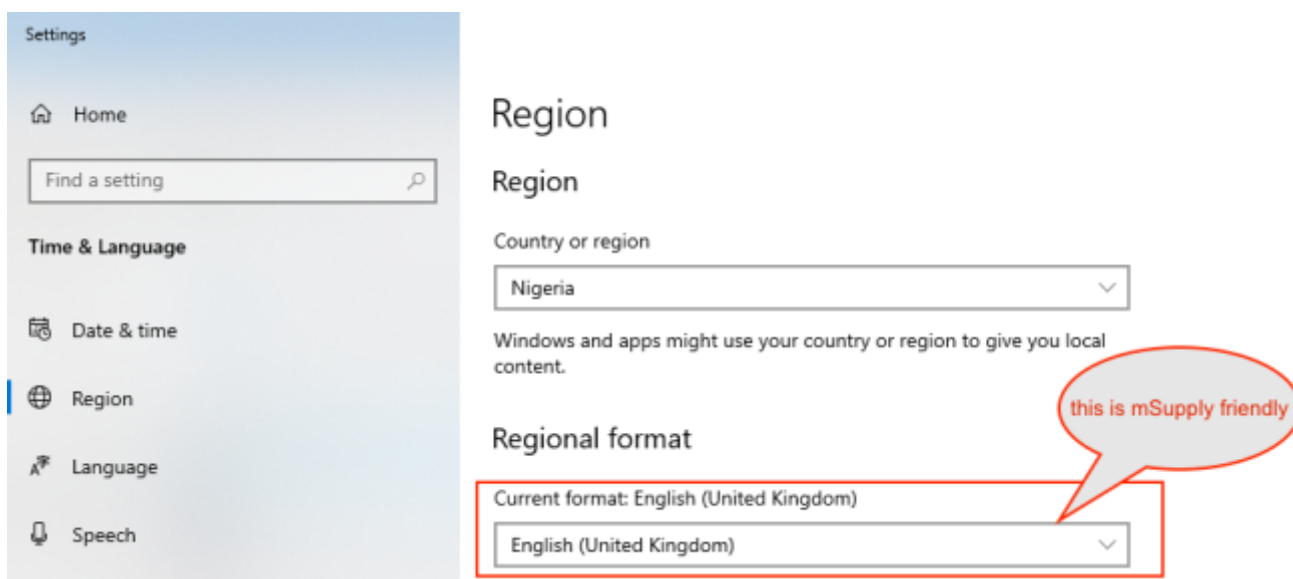 Settings
Home
Find a setting
Time & Language
Date & time
Region
Language
Speech
Region
Region
Country or region
Nigeria
Windows and apps might use your country or region to give you local
content.
this is mSupply friendly
Regional format
Current format: English (United Kingdom)
English (United Kingdom)